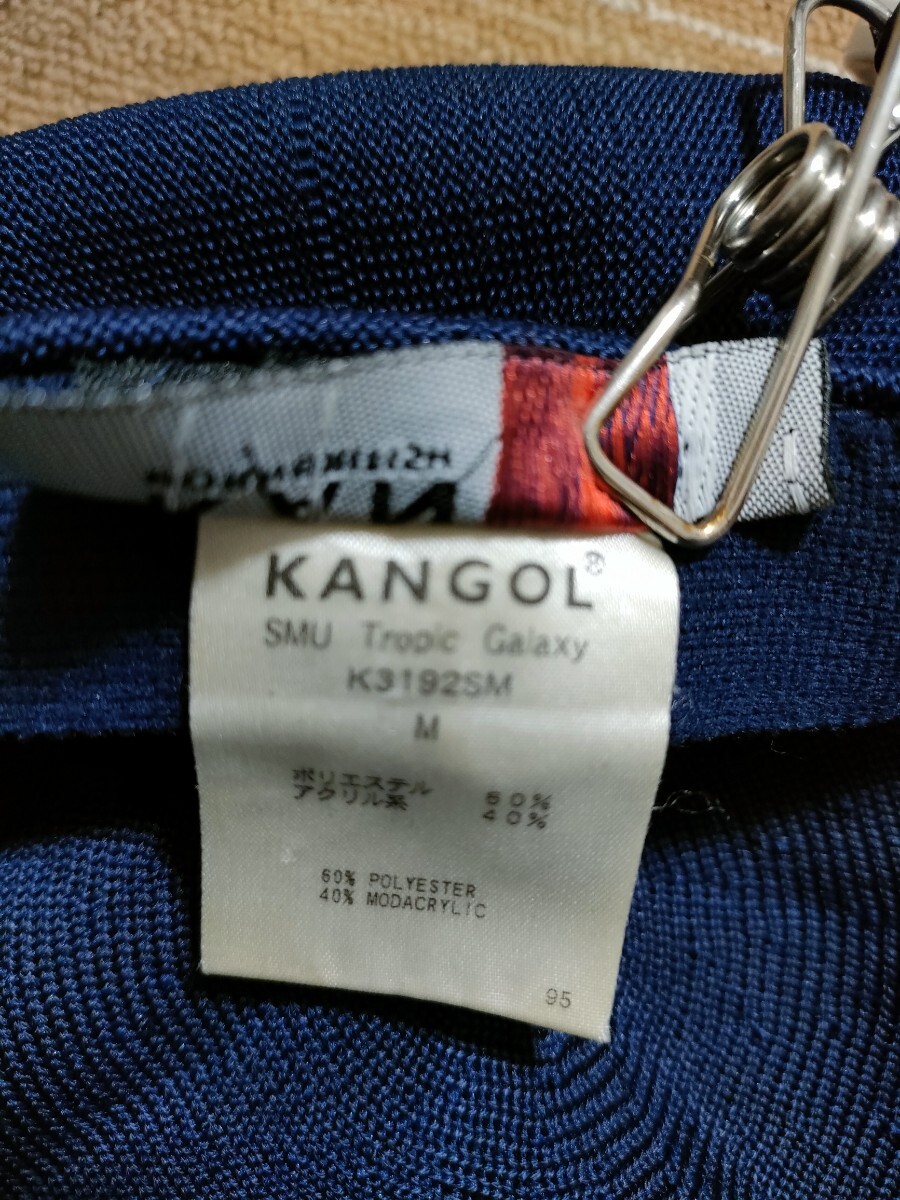 KANGOL®
SMU Tropic Galaxy
K3192SM
M
ポリエステル 60%
アクリル系 40%
60% POLYESTER
40% MODACRYLIC
95